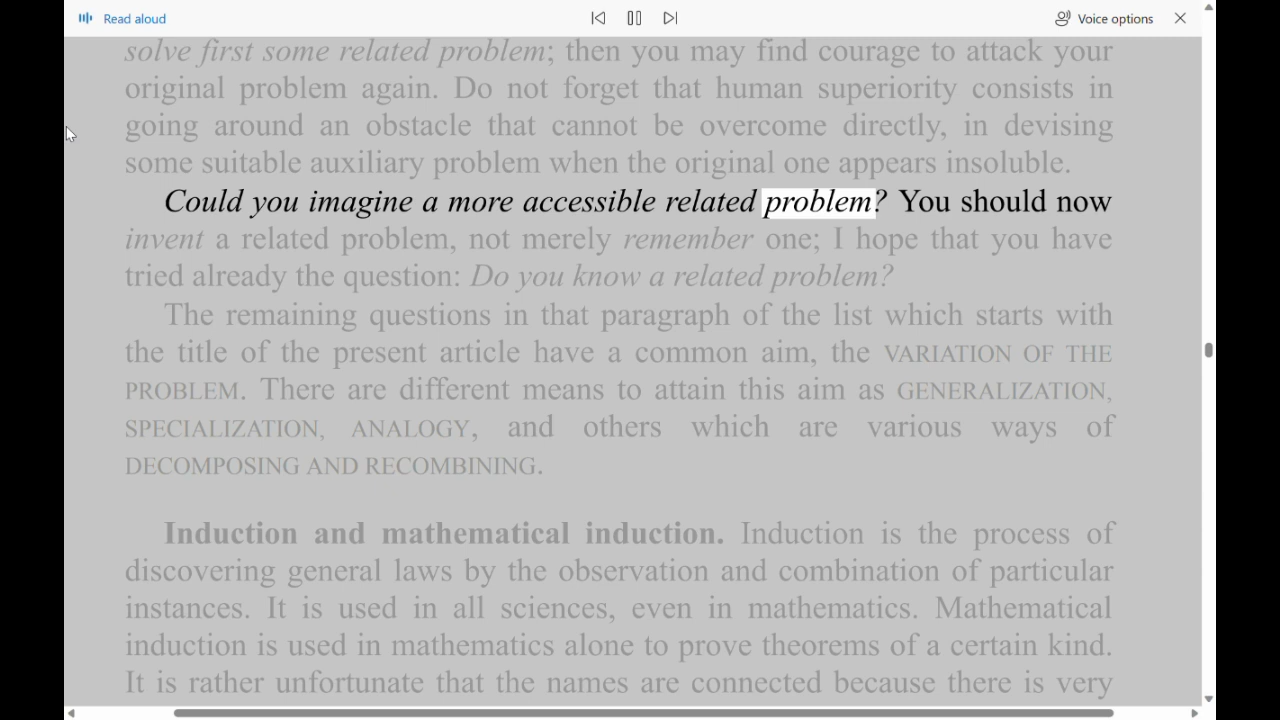 Read aloud
Voice options
solve first some related problem; then you may find courage to attack your
original problem again. Do not forget that human superiority consists in
going around an obstacle that cannot be overcome directly, in devising
some suitable auxiliary problem when the original one appears insoluble.
Could you imagine a more accessible related problem? You should now
invent a related problem, not merely remember one; I hope that you have
tried already the question: Do you know a related problem?
The remaining questions in that paragraph of the list which starts with
the title of the present article have a common aim, the VARIATION OF THE
PROBLEM. There are different means to attain this aim as GENERALIZATION,
SPECIALIZATION, ANALOGY, and others which are various ways of
DECOMPOSING AND RECOMBINING.
Induction and mathematical induction. Induction is the process of
discovering general laws by the observation and combination of particular
instances. It is used in all sciences, even in mathematics. Mathematical
induction is used in mathematics alone to prove theorems of a certain kind.
It is rather unfortunate that the names are connected because there is very